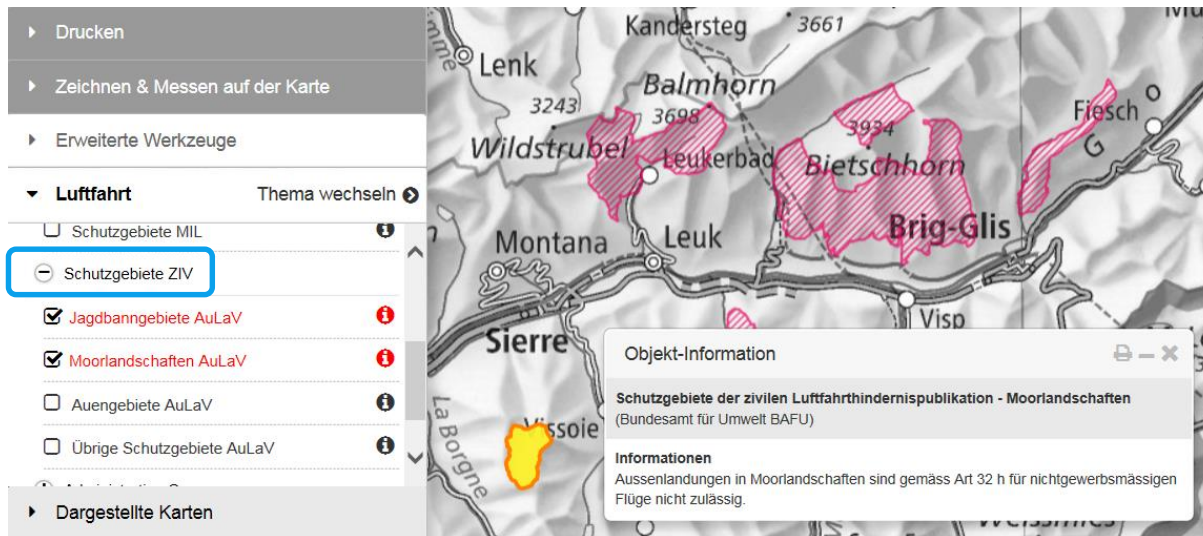 Drucken
Zeichnen & Messen auf der Karte
Erweiterte Werkzeuge
Luftfahrt Thema wechseln
Schutzgebiete MIL
Schutzgebiete ZIV
Jagdbanngebiete AuLaV
Moorlandschaften AuLaV
Auengebiete AuLaV
Übrige Schutzgebiete AuLaV
Dargestellte Karten
Kandersteg
3661
Lenk
Balmhorn
3243
3698
Fiesch
3934
Wildstrubel
Leukerbad
Bietschhorn
G O
Brig-Glis
Montana
Leuk
Visp
Sierre
La Borgne
Vissoie
Objekt-Information
Schutzgebiete der zivilen Luftfahrthindernispublikation - Moorlandschaften
(Bundesamt für Umwelt BAFU)
Informationen
Aussenlandungen in Moorlandschaften sind gemäss Art 32 h für nichtgewerbsmässigen
Flüge nicht zulässig.